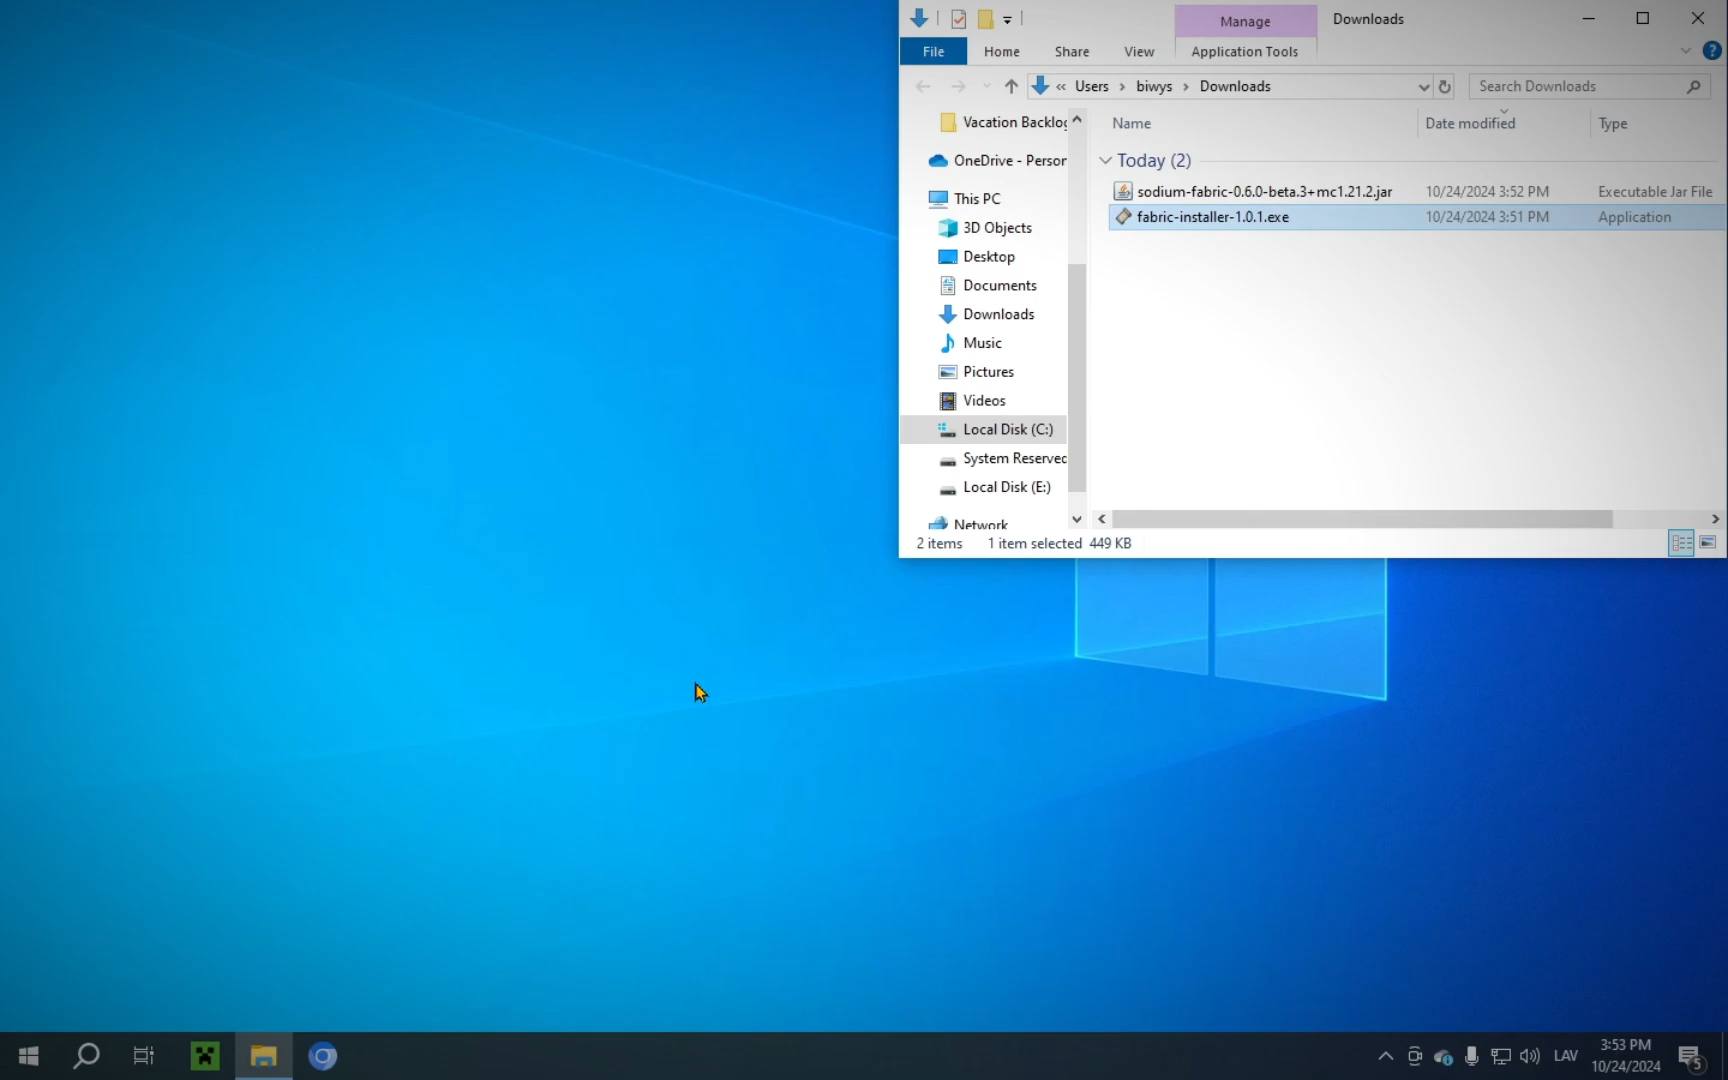 Manage
Downloads
File
Home
Share
View
Application Tools
?
« Users › biwys › Downloads
Search Downloads
Vacation Backlog
OneDrive - Person
This PC
3D Objects
Desktop
Documents
Downloads
Music
Pictures
Videos
Local Disk (C:)
System Reserved
Local Disk (E:)
Network
Name
Date modified
Type
Today (2)
sodium-fabric-0.6.0-beta.3+mc1.21.2.jar
10/24/2024 3:52 PM
Executable Jar File
fabric-installer-1.0.1.exe
10/24/2024 3:51 PM
Application
2 items
1 item selected 449 KB
LAV
3:53 PM
10/24/2024
5